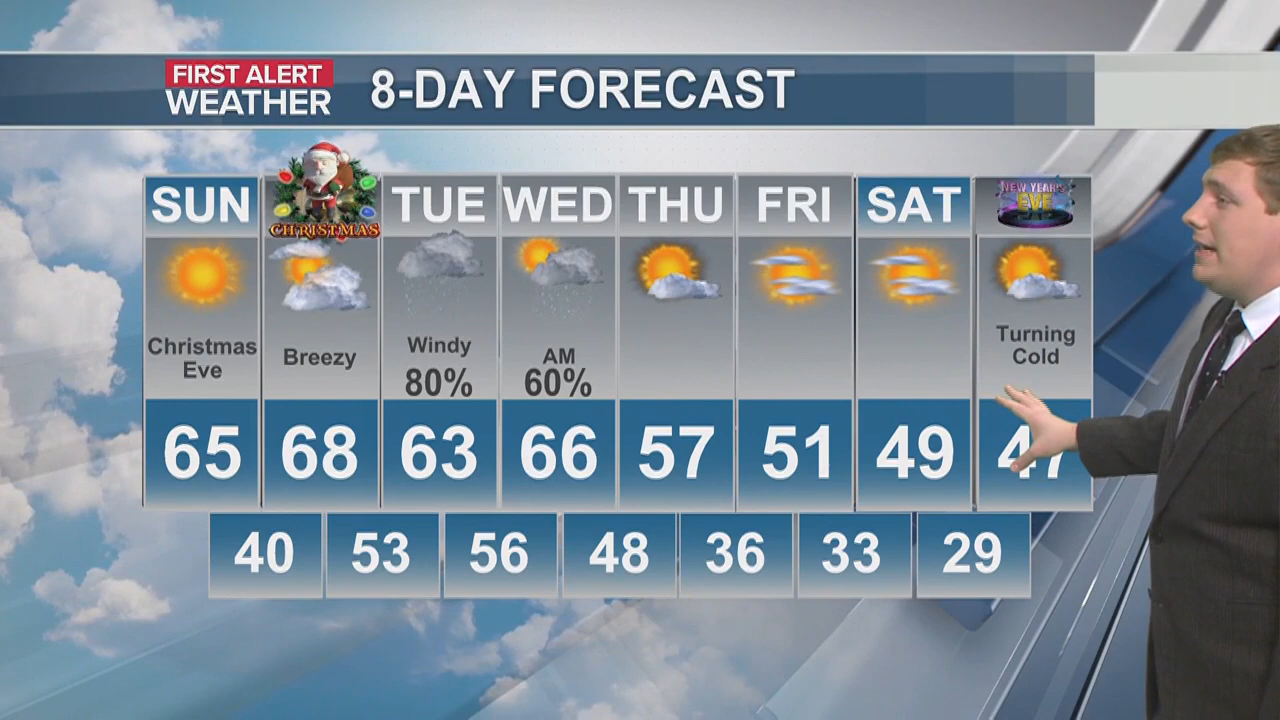 FIRST ALERT
WEATHER
8-DAY FORECAST
SUN
CHRISTMAS
TUE
WED
THU
FRI
SAT
NEW YEAR'S
EVE
Christmas
Eve
Breezy
Windy
80%
AM
60%
Turning
Cold
65
68
63
66
57
51
49
47
40
53
56
48
36
33
29